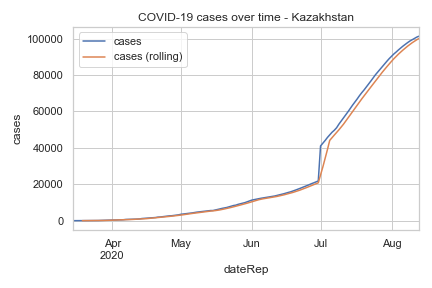 COVID-19 cases over time - Kazakhstan
cases
cases (rolling)
100000
80000
60000
40000
20000
0
cases
Apr
2020
May
Jun
Jul
Aug
dateRep